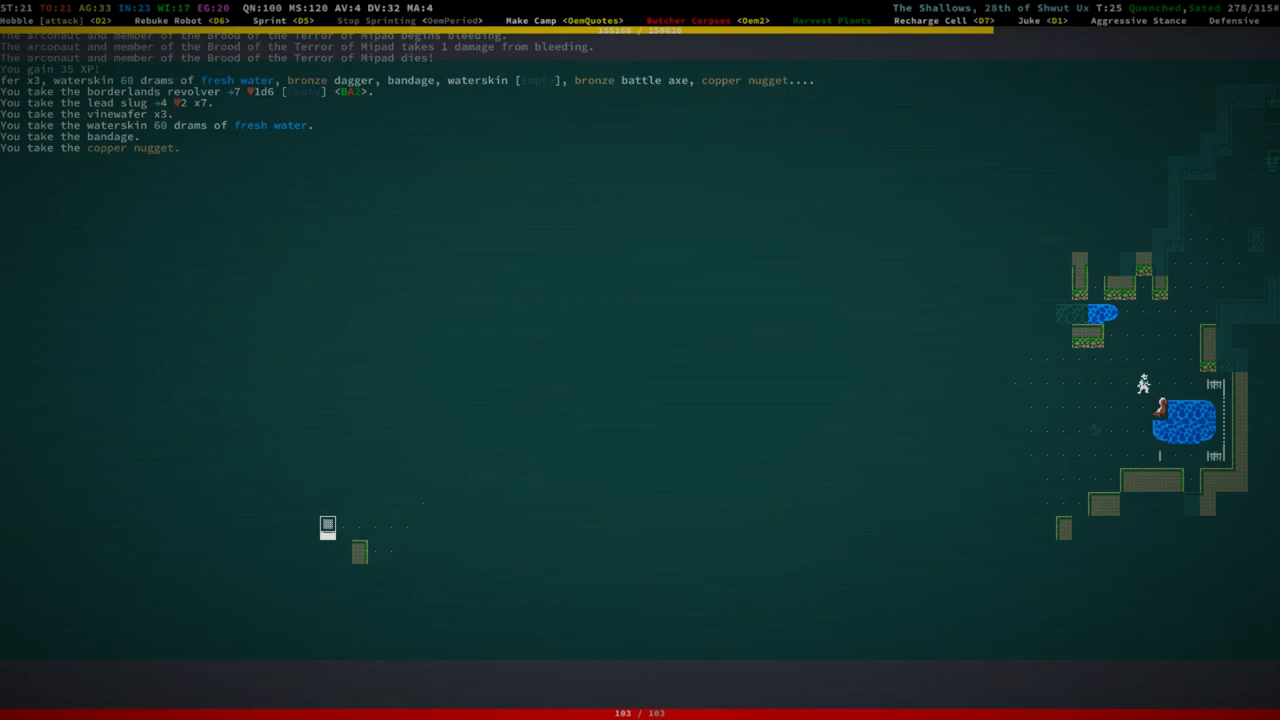 ST:21 TO:21 AG:33 IN:23 WI:17 EG:20 QN:100 MS:120 AV:4 DV:32 MA:4 The Shallows, 28th of Shwut Ux T:25 Quenched,Sated 278/315#
Hobble [attack] <D2> Rebuke Robot <D6> Sprint <D5> Stop Sprinting <OemPeriod> Make Camp <OemQuotes> Butcher Corpses <Oem2> Harvest Plants Recharge Cell <D7> Juke <D1> Aggressive Stance Defensive
The arconaut and member of the Brood of the Terror of Mipad begins bleeding.
The arconaut and member of the Brood of the Terror of Mipad takes 1 damage from bleeding.
The arconaut and member of the Brood of the Terror of Mipad dies!
You gain 35 XP!
fer x3, waterskin 60 drams of fresh water, bronze dagger, bandage, waterskin [Empty], bronze battle axe, copper nugget....
You take the borderlands revolver →7 ♥1d6 [Empty] <BA2>.
You take the lead slug →4 ♥2 x7.
You take the vinewafer x3.
You take the waterskin 60 drams of fresh water.
You take the bandage.
You take the copper nugget.
103 / 103